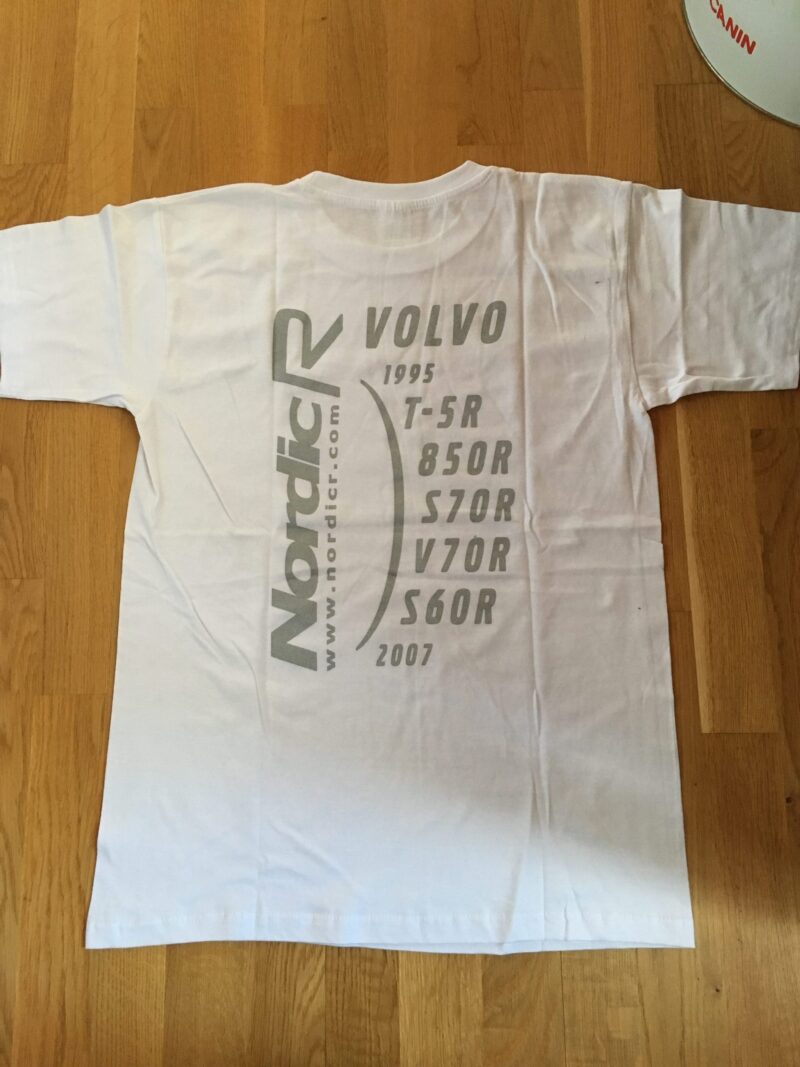 CANIN
NordicR
www.nordicr.com
VOLVO
1995
T-5R
850R
S70R
V70R
S60R
2007